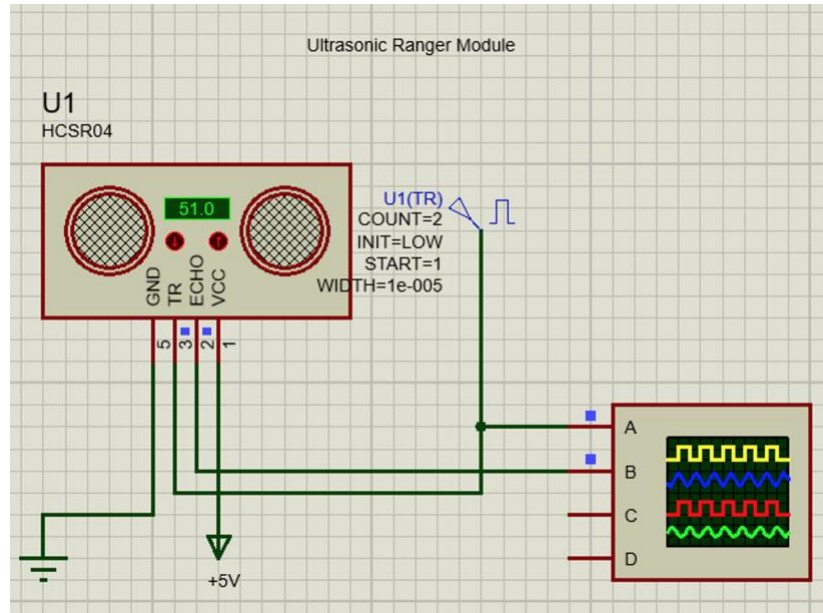 Ultrasonic Ranger Module
U1
HCSR04
51.0
U1(TR)
COUNT=2
INIT=LOW
START=1
WIDTH=1e-005
GND
TR
ECHO
VCC
5
3
2
1
A
B
C
D
+5V